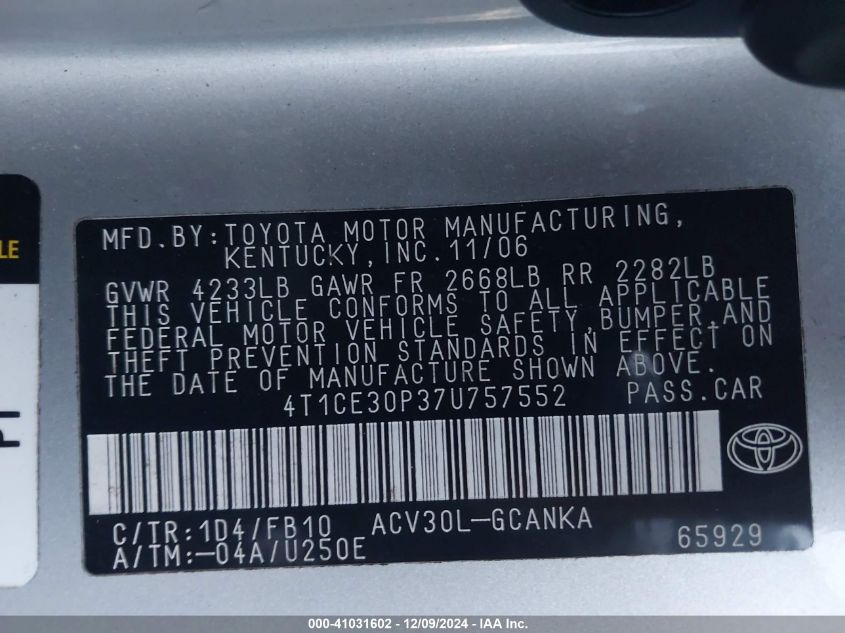 LE
PI
MFD.BY:TOYOTA MOTOR MANUFACTURING,
KENTUCKY,INC.11/06
GVWR 4233LB GAWR FR 2668LB RR 2282LB
THIS VEHICLE CONFORMS TO ALL APPLICABLE
FEDERAL MOTOR VEHICLE SAFETY,BUMPER,AND
THEFT PREVENTION STANDARDS IN EFFECT ON
THE DATE OF MANUFACTURE SHOWN ABOVE.
4T1CE30P37U757552 PASS.CAR
C/TR:1D4/FB10 ACV30L-GCANKA
A/TM:-04A/U250E 65929
000-41031602 - 12/09/2024 - IAA Inc.